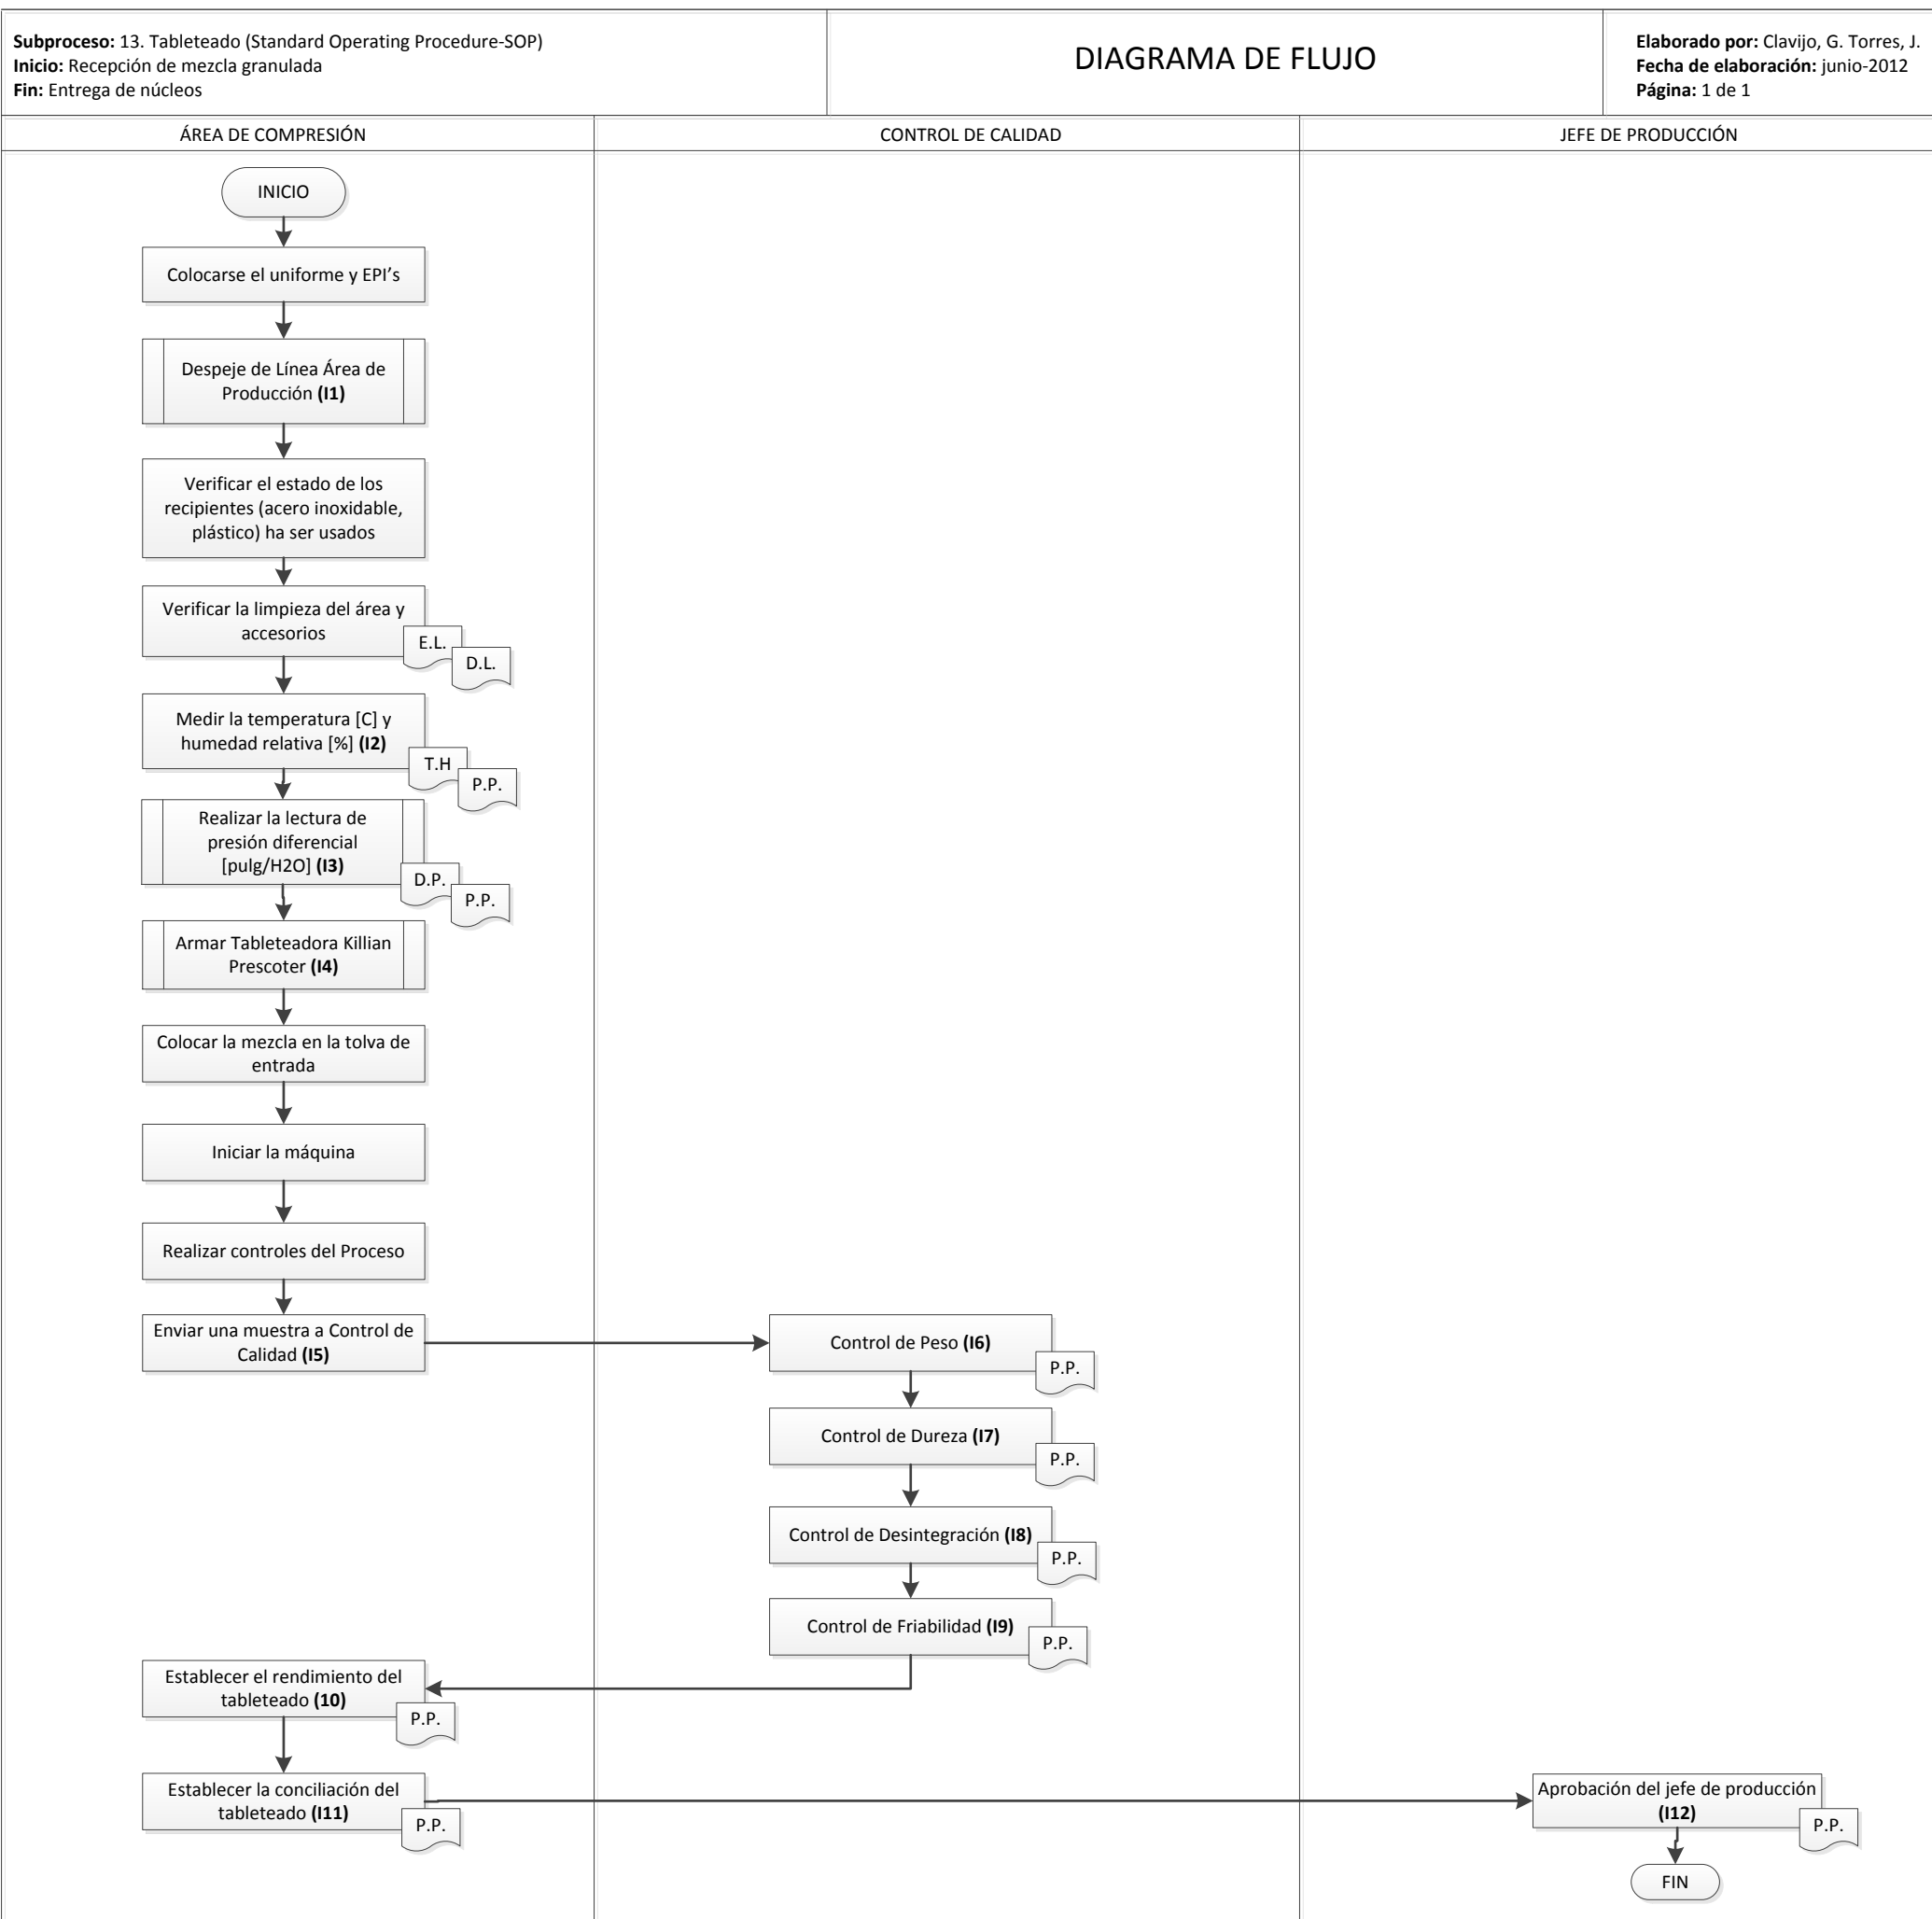 Subproceso: 13. Tableteado (Standard Operating Procedure-SOP)
Inicio: Recepción de mezcla granulada
Fin: Entrega de núcleos
DIAGRAMA DE FLUJO
Elaborado por: Clavijo, G. Torres, J.
Fecha de elaboración: junio-2012
Página: 1 de 1
ÁREA DE COMPRESIÓN
CONTROL DE CALIDAD
JEFE DE PRODUCCIÓN
INICIO
Colocarse el uniforme y EPI’s
Despeje de Línea Área de
Producción (I1)
Verificar el estado de los
recipientes (acero inoxidable,
plástico) ha ser usados
Verificar la limpieza del área y
accesorios
E.L.
D.L.
Medir la temperatura [C] y
humedad relativa [%] (I2)
T.H
P.P.
Realizar la lectura de
presión diferencial
[pulg/H2O] (I3)
D.P.
P.P.
Armar Tableteadora Killian
Prescoter (I4)
Colocar la mezcla en la tolva de
entrada
Iniciar la máquina
Realizar controles del Proceso
Enviar una muestra a Control de
Calidad (I5)
Control de Peso (I6)
P.P.
Control de Dureza (I7)
P.P.
Control de Desintegración (I8)
P.P.
Control de Friabilidad (I9)
P.P.
Establecer el rendimiento del
tableteado (10)
P.P.
Establecer la conciliación del
tableteado (I11)
P.P.
Aprobación del jefe de producción
(I12)
P.P.
FIN